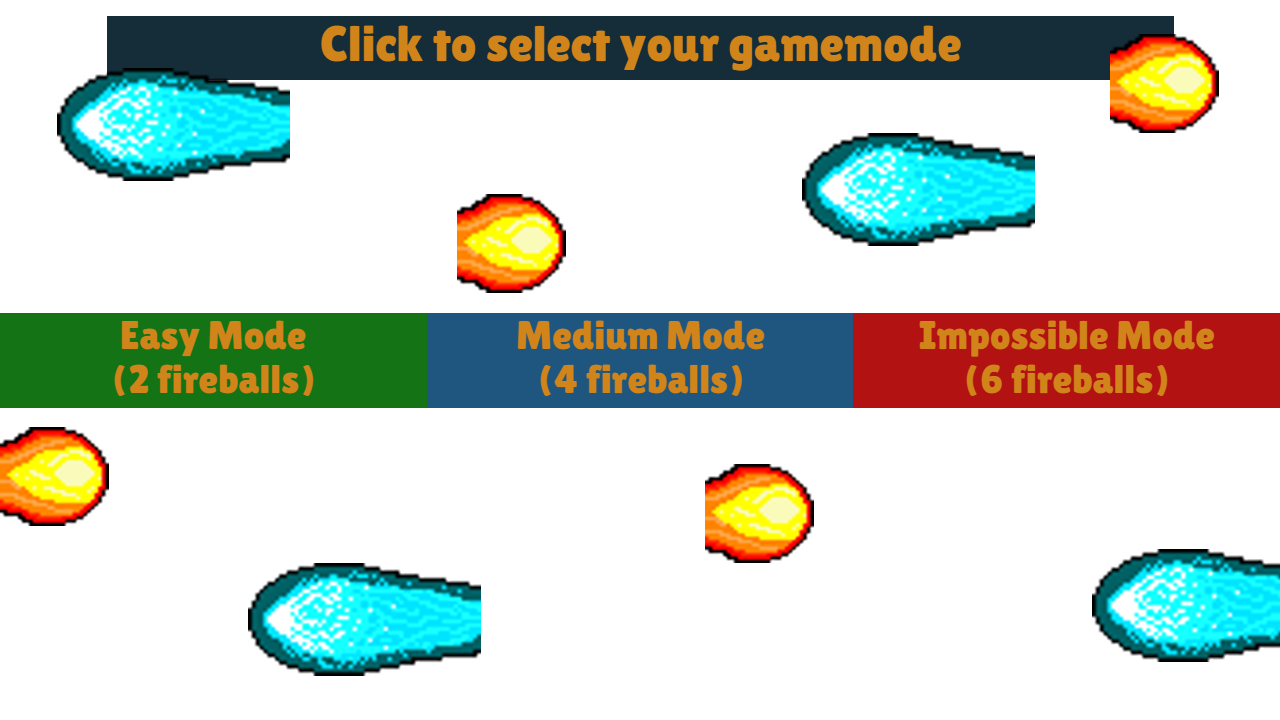 Click to select your gamemode
Easy Mode
(2 fireballs)
Medium Mode
(4 fireballs)
Impossible Mode
(6 fireballs)